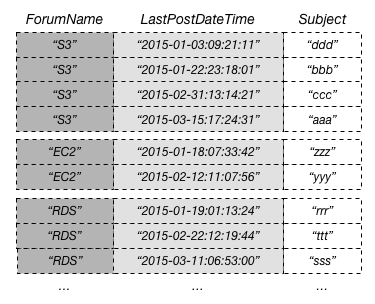 ForumName LastPostDateTime Subject
“S3” “2015-01-03:09:21:11” “ddd”
“S3” “2015-01-22:23:18:01” “bbb”
“S3” “2015-02-31:13:14:21” “ccc”
“S3” “2015-03-15:17:24:31” “aaa”
“EC2” “2015-01-18:07:33:42” “zzz”
“EC2” “2015-02-12:11:07:56” “yyy”
“RDS” “2015-01-19:01:13:24” “rrr”
“RDS” “2015-02-22:12:19:44” “ttt”
“RDS” “2015-03-11:06:53:00” “sss”
... ... ...